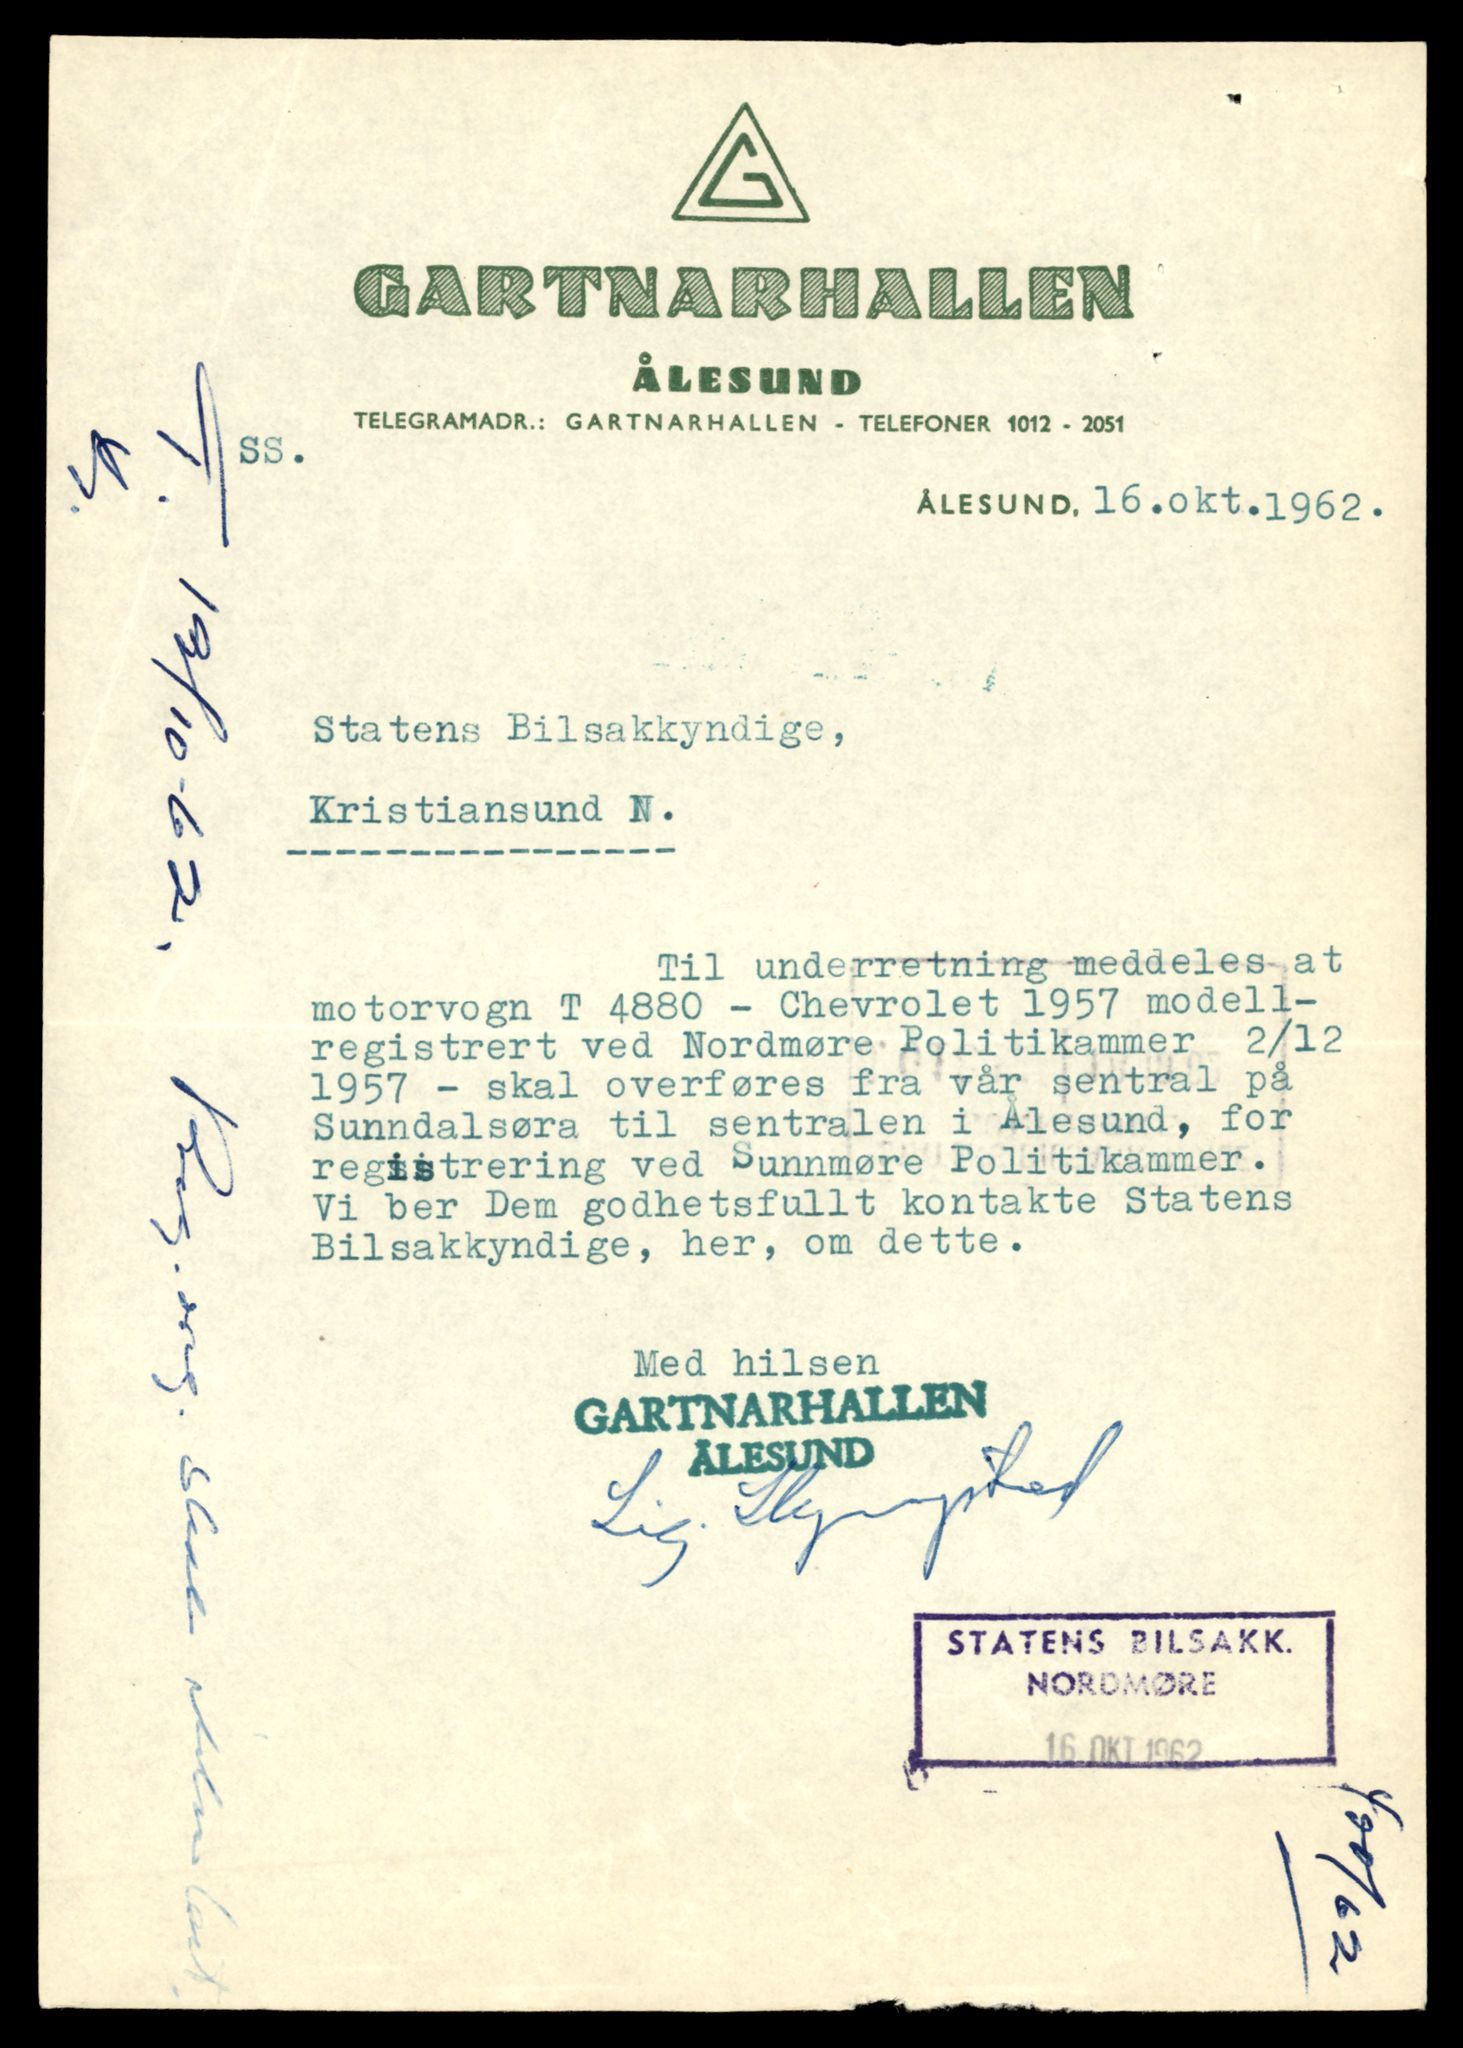 G
GARTNARHALLEN
ÅLESUND
TELEGRAMADR.: GARTNARHALLEN - TELEFONER 1012 - 2051
SS.
ÅLESUND, 16.okt.1962.
Statens Bilsakkyndige,
Kristiansund N.
Til underretning meddeles at
motorvogn T 4880 - Chevrolet 1957 modell-
registrert ved Nordmøre Politikammer 2/12
1957 - skal overføres fra vår sentral på
Sunndalsøra til sentralen i Ålesund, for
registrering ved Sunnmøre Politikammer.
Vi ber Dem godhetsfullt kontakte Statens
Bilsakkyndige, her, om dette.
Med hilsen
GARTNARHALLEN
ÅLESUND
STATENS BILSAKK.
NORDMØRE
16 OKT 1962
T. 19/10-62.